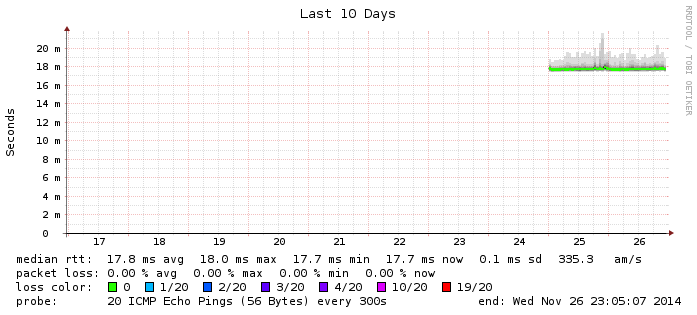 Last 10 Days
RRDTOOL / TOBI OETIKER
Seconds
20 m
18 m
16 m
14 m
12 m
10 m
8 m
6 m
4 m
2 m
0
17 18 19 20 21 22 23 24 25 26
median rtt: 17.8 ms avg 18.0 ms max 17.7 ms min 17.7 ms now 0.1 ms sd 335.3 am/s
packet loss: 0.00 % avg 0.00 % max 0.00 % min 0.00 % now
loss color: 0 1/20 2/20 3/20 4/20 10/20 19/20
probe: 20 ICMP Echo Pings (56 Bytes) every 300s end: Wed Nov 26 23:05:07 2014